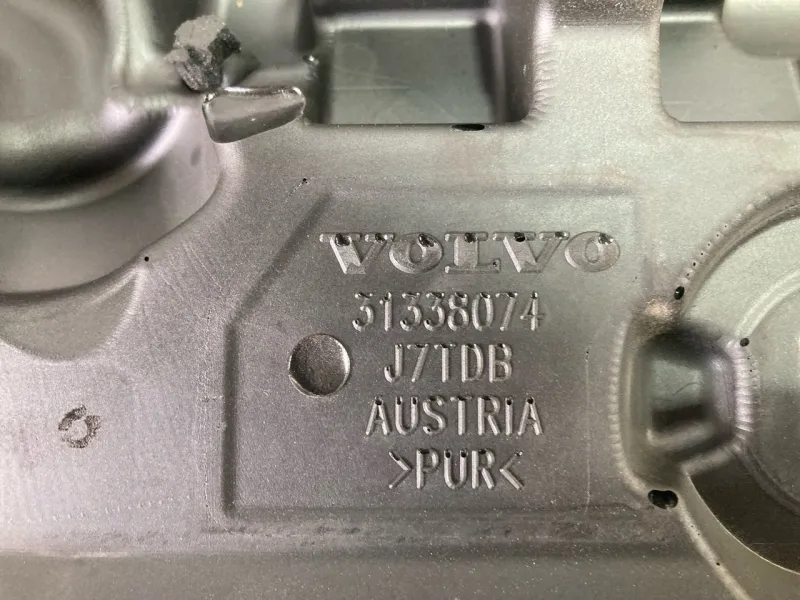 VOLVO
31338074
J7TDB
AUSTRIA
>PUR<